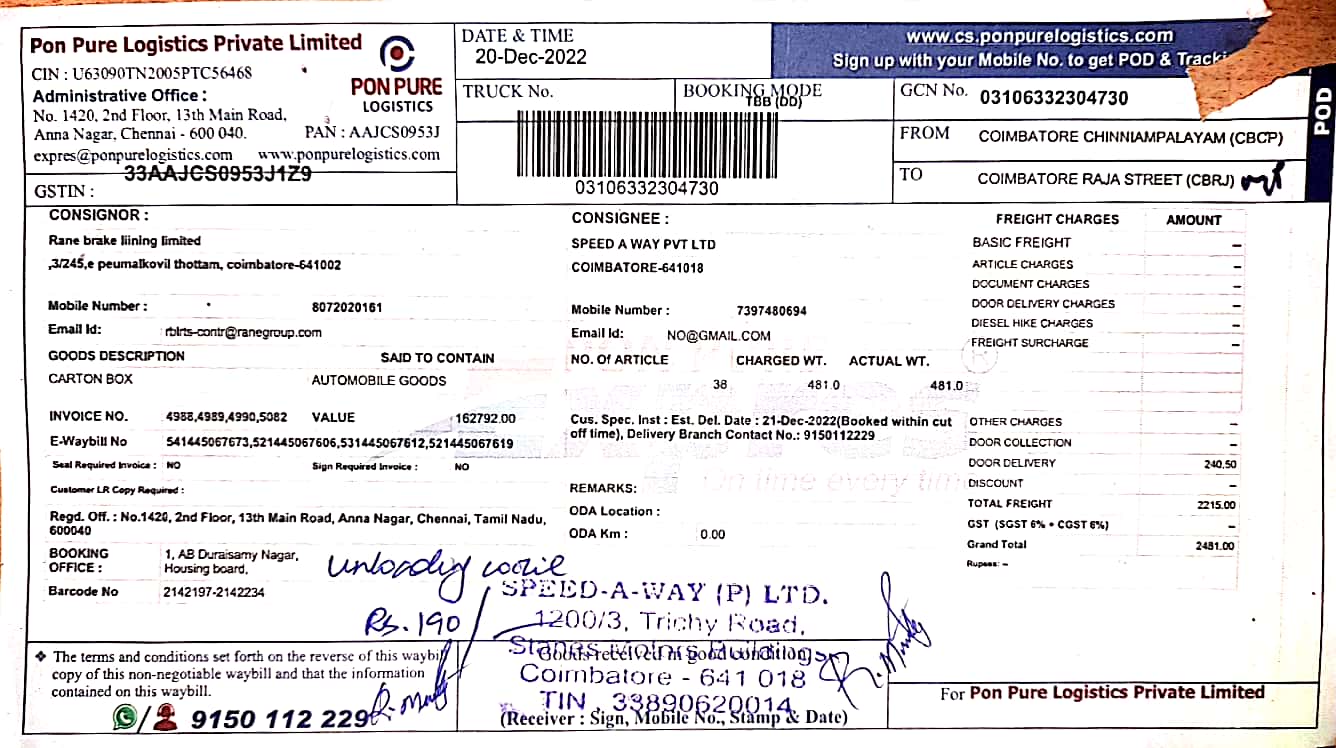 Pon Pure Logistics Private Limited
CIN : U63090TN2005PTC56468
Administrative Office :
No. 1420, 2nd Floor, 13th Main Road,
Anna Nagar, Chennai - 600 040.
PAN : AAJCS0953J
expres@ponpurelogistics.com www.ponpurelogistics.com
33AAJCS0953J1Z9
GSTIN :
PON PURE
LOGISTICS
DATE & TIME
20-Dec-2022
www.cs.ponpurelogistics.com
Sign up with your Mobile No. to get POD &
POD
TRUCK No.
BOOKING MODE
TBB (DD)
03106332304730
GCN No. 03106332304730
FROM COIMBATORE CHINNIAMPALAYAM (CBCP)
TO COIMBATORE RAJA STREET (CBRJ)
CONSIGNOR :
Rane brake liining limited
,3/245,e peumalkovil thottam, coimbatore-641002
Mobile Number : 8072020161
Email Id: rblrts-contr@ranegroup.com
CONSIGNEE :
SPEED A WAY PVT LTD
COIMBATORE-641018
Mobile Number : 7397480694
Email Id: NO@GMAIL.COM
GOODS DESCRIPTION SAID TO CONTAIN
CARTON BOX AUTOMOBILE GOODS
NO. Of ARTICLE CHARGED WT. ACTUAL WT.
38 481.0 481.0
INVOICE NO. 4988,4989,4990,5082 VALUE 162792.00
E-Waybill No 541445067673,521445067606,531445067612,521445067619
Seal Required Invoice : NO Sign Required Invoice : NO
Customer LR Copy Required :
Regd. Off. : No.1420, 2nd Floor, 13th Main Road, Anna Nagar, Chennai, Tamil Nadu,
600040
BOOKING OFFICE : 1, AB Duraisamy Nagar,
Housing board,
Barcode No 2142197-2142234
Cus. Spec. Inst : Est. Del. Date : 21-Dec-2022(Booked within cut
off time), Delivery Branch Contact No.: 9150112229
On time every time
REMARKS:
ODA Location :
ODA Km : 0.00
FREIGHT CHARGES AMOUNT
BASIC FREIGHT –
ARTICLE CHARGES –
DOCUMENT CHARGES –
DOOR DELIVERY CHARGES –
DIESEL HIKE CHARGES –
FREIGHT SURCHARGE –
OTHER CHARGES –
DOOR COLLECTION –
DOOR DELIVERY 240.50
DISCOUNT –
TOTAL FREIGHT 2215.00
GST (SGST 6% + CGST 6%) –
Grand Total 2481.00
Rupees: –
unloading
Rs. 190
SPEED-A-WAY (P) LTD.
1200/3, Trichy Road,
Stanes Motors Buildings,
Coimbatore - 641 018
TIN : 33890620014
Goods received in good condition
(Receiver : Sign, Mobile No., Stamp & Date)
❖ The terms and conditions set forth on the reverse of this
copy of this non-negotiable waybill and that the information
contained on this waybill.
/ 9150 112 229
For Pon Pure Logistics Private Limited